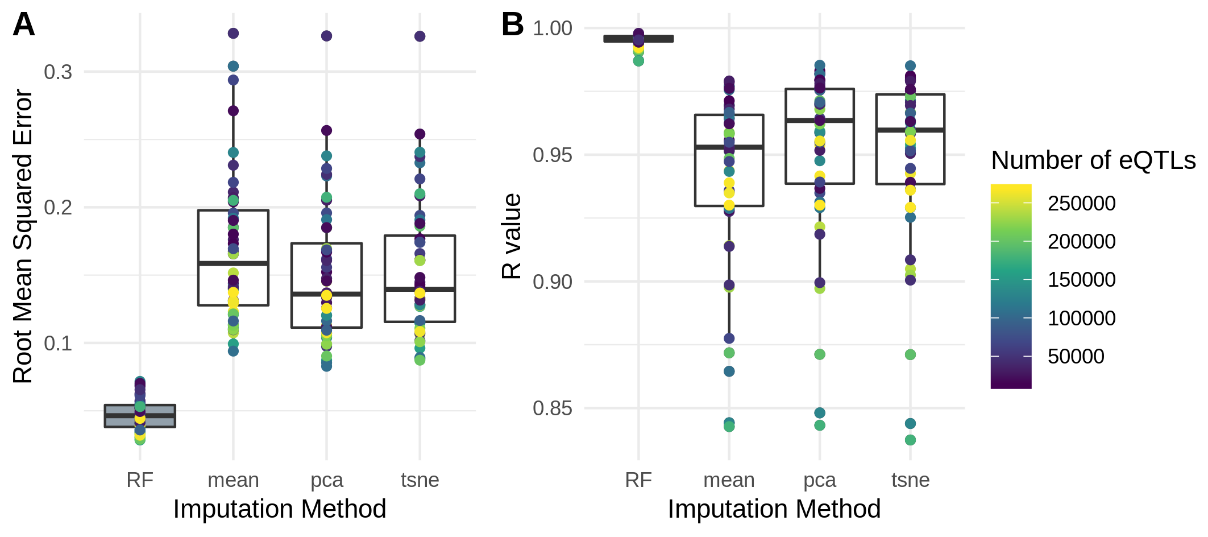 A
Root Mean Squared Error
0.3
0.2
0.1
RF mean pca tsne
Imputation Method
B
R value
1.00
0.95
0.90
0.85
RF mean pca tsne
Imputation Method
Number of eQTLs
250000
200000
150000
100000
50000